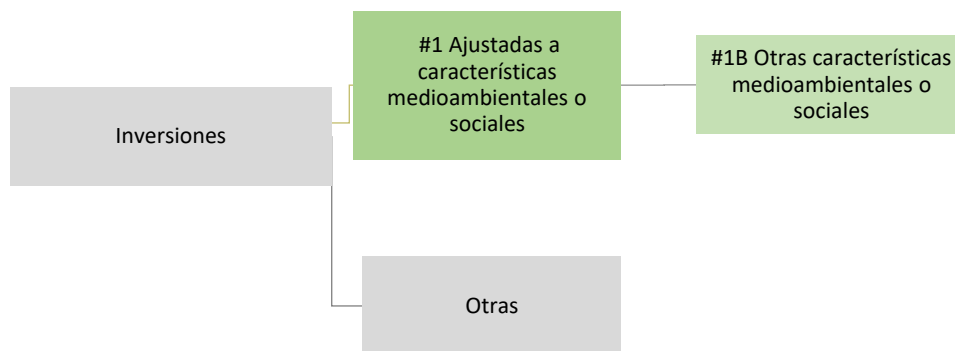 #1 Ajustadas a
características
medioambientales o
sociales
#1B Otras características
medioambientales o
sociales
Inversiones
Otras